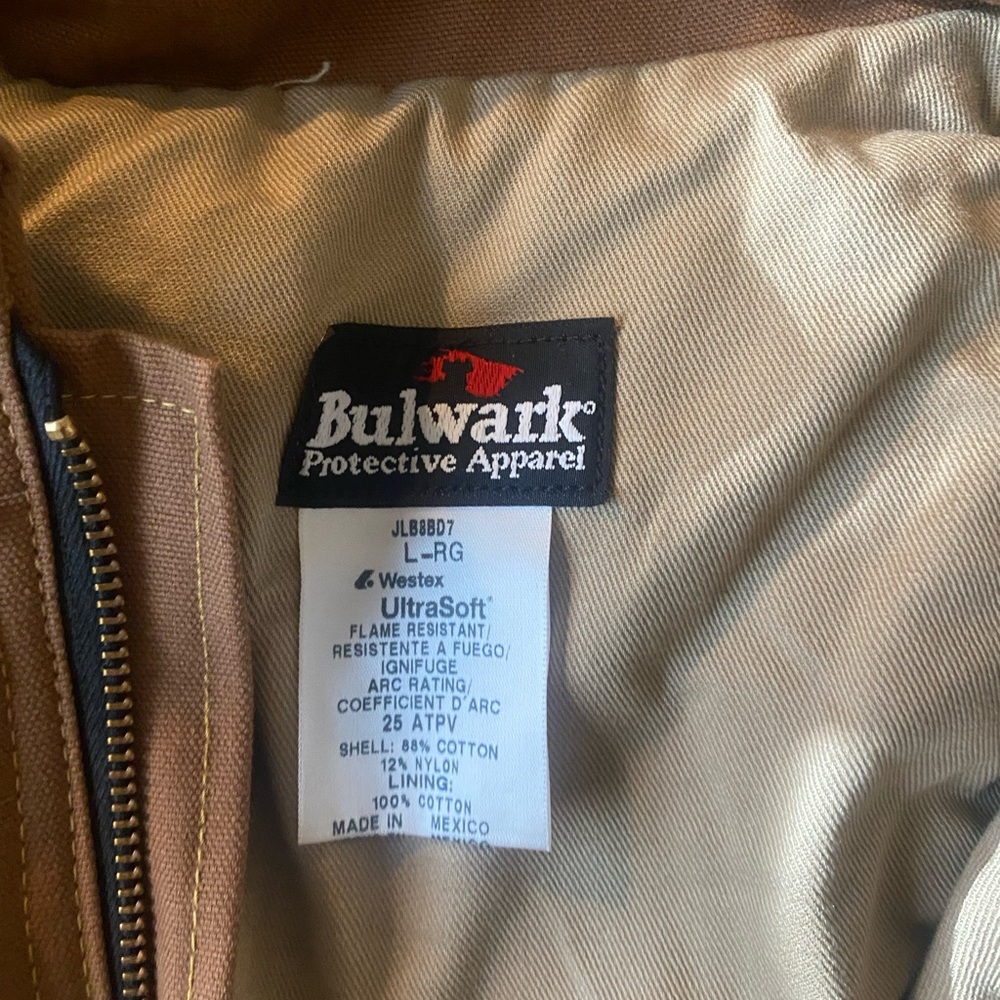 Bulwark®
Protective Apparel
JLB8BD7
L-RG
Westex
UltraSoft®
FLAME RESISTANT/
RESISTENTE A FUEGO/
IGNIFUGE
ARC RATING/
COEFFICIENT D'ARC
25 ATPV
SHELL: 88% COTTON
12% NYLON
LINING:
100% COTTON
MADE IN MEXICO